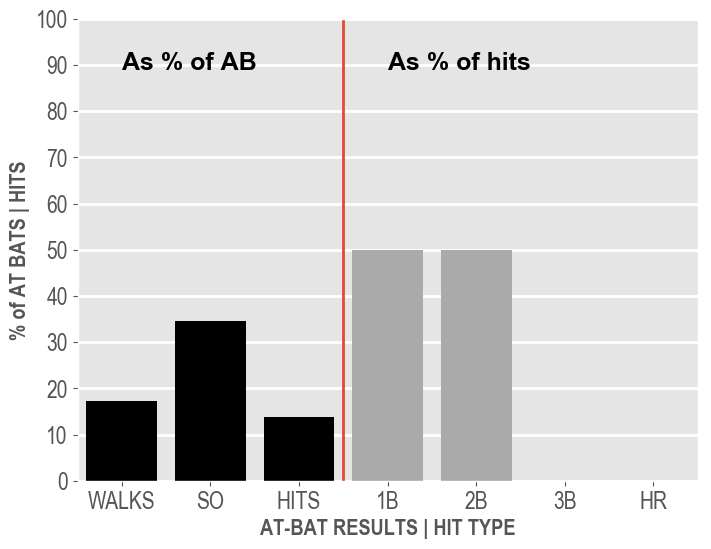 As % of AB
As % of hits
% of AT BATS | HITS
100
90
80
70
60
50
40
30
20
10
0
WALKS SO HITS 1B 2B 3B HR
AT-BAT RESULTS | HIT TYPE